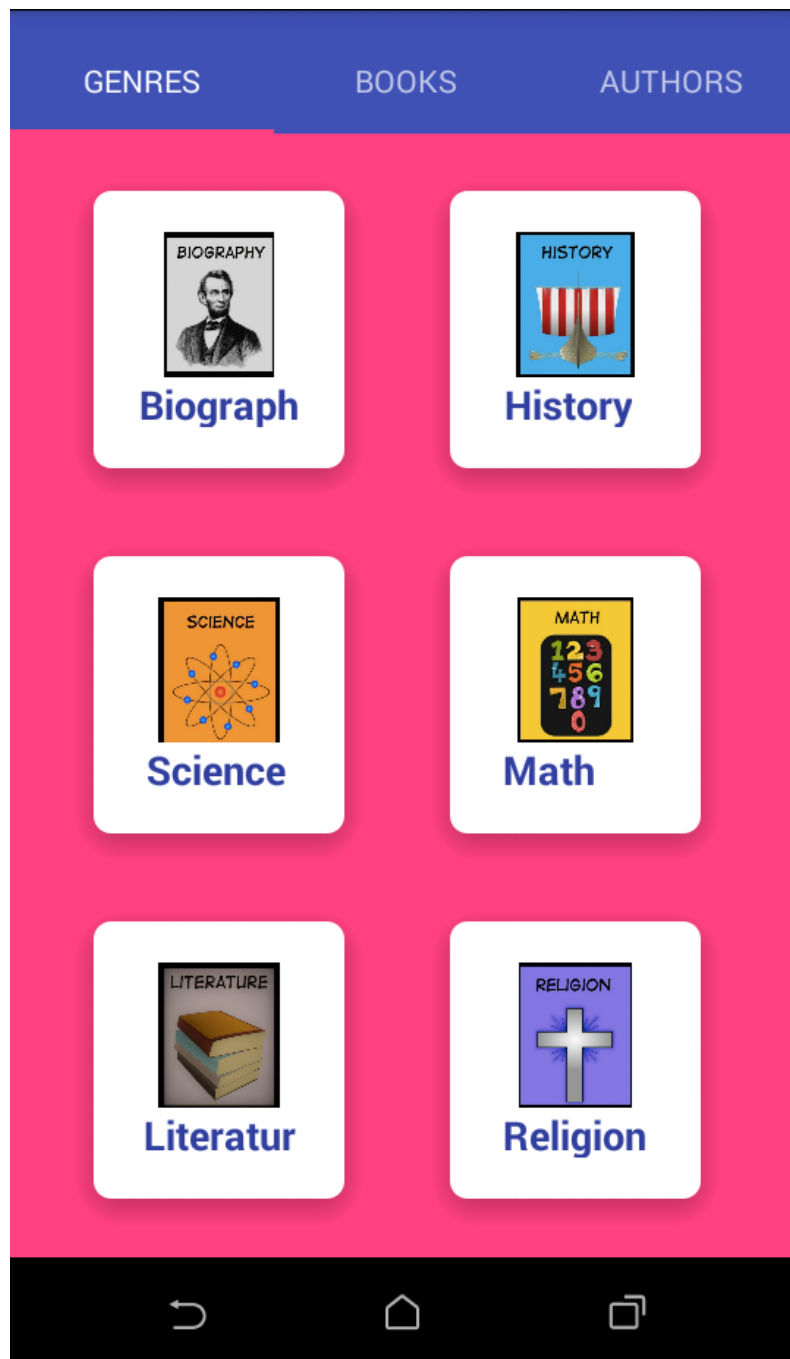 GENRES BOOKS AUTHORS
BIOGRAPHY
Biograph
HISTORY
History
SCIENCE
Science
MATH
123
456
789
0
Math
LITERATURE
Literatur
RELIGION
Religion